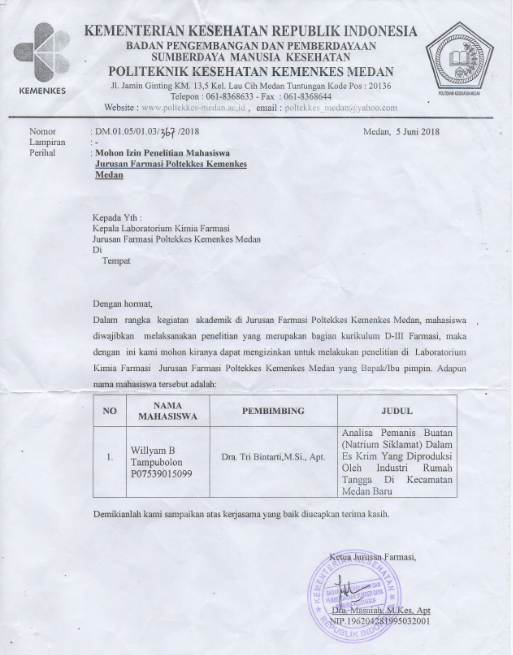 KEMENTERIAN KESEHATAN REPUBLIK INDONESIA
BADAN PENGEMBANGAN DAN PEMBERDAYAAN
SUMBERDAYA MANUSIA KESEHATAN
POLITEKNIK KESEHATAN KEMENKES MEDAN
Jl. Jamin Ginting KM. 13,5 Kel. Lau Cih Medan Tuntungan Kode Pos : 20136
Telepon : 061-8368633 - Fax : 061-8368644
Website : www.poltekkes-medan.ac.id , email : poltekkes_medan@yahoo.com
KEMENKES
POLTEKKES KEMENKES MEDAN
Nomor : DM.01.05/01.03/367/2018 Medan, 5 Juni 2018
Lampiran : -
Perihal : Mohon Izin Penelitian Mahasiswa
Jurusan Farmasi Poltekkes Kemenkes
Medan
Kepada Yth :
Kepala Laboratorium Kimia Farmasi
Jurusan Farmasi Poltekkes Kemenkes Medan
Di
Tempat
Dengan hormat,
Dalam rangka kegiatan akademik di Jurusan Farmasi Poltekkes Kemenkes Medan, mahasiswa
diwajibkan melaksanakan penelitian yang merupakan bagian kurikulum D-III Farmasi, maka
dengan ini kami mohon kiranya dapat mengizinkan untuk melakukan penelitian di Laboratorium
Kimia Farmasi Jurusan Farmasi Poltekkes Kemenkes Medan yang Bapak/Ibu pimpin. Adapun
nama mahasiswa tersebut adalah:
NO NAMA MAHASISWA PEMBIMBING JUDUL
1. Willyam B
Tampubolon
P07539015099
Dra. Tri Bintarti,M.Si., Apt.
Analisa Pemanis Buatan
(Natrium Siklamat) Dalam
Es Krim Yang Diproduksi
Oleh Industri Rumah
Tangga Di Kecamatan
Medan Baru
Demikianlah kami sampaikan atas kerjasama yang baik diucapkan terima kasih.
Ketua Jurusan Farmasi,
KEMENTERIAN KESEHATAN
REPUBLIK INDONESIA
Dra. Masniah, M.Kes, Apt
NIP.196204281995032001